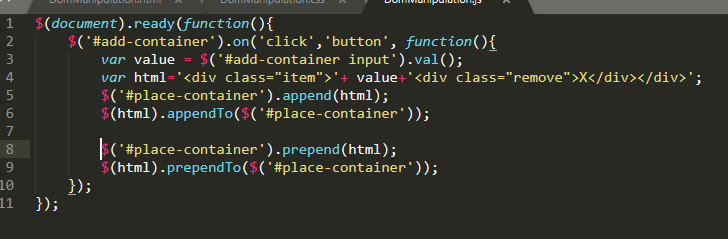 DomManipulation.html × DomManipulation.css × DomManipulation.js ×
1 $(document).ready(function(){
2 $('#add-container').on('click','button', function(){
3 var value = $('#add-container input').val();
4 var html='<div class="item">'+ value+'<div class="remove">X</div></div>';
5 $('#place-container').append(html);
6 $(html).appendTo($('#place-container'));
7
8 $('#place-container').prepend(html);
9 $(html).prependTo($('#place-container'));
10 });
11 });